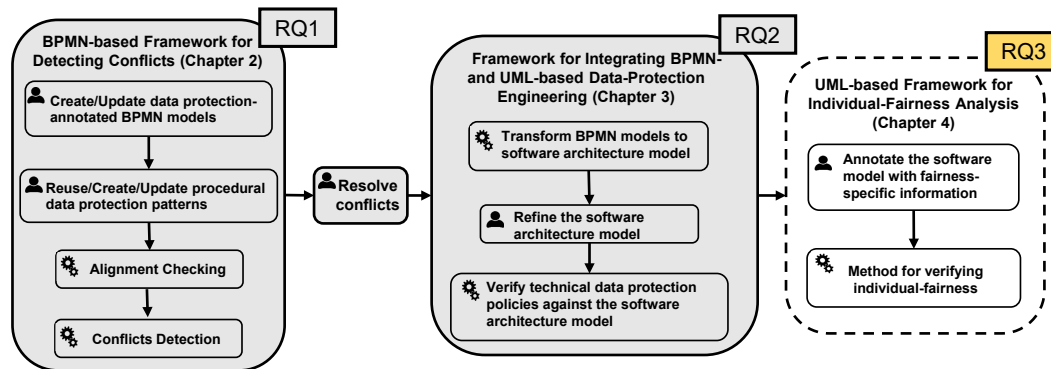 RQ1
BPMN-based Framework for
Detecting Conflicts (Chapter 2)
Create/Update data protection-
annotated BPMN models
Reuse/Create/Update procedural
data protection patterns
Alignment Checking
Conflicts Detection
Resolve
conflicts
RQ2
Framework for Integrating BPMN-
and UML-based Data-Protection
Engineering (Chapter 3)
Transform BPMN models to
software architecture model
Refine the software
architecture model
Verify technical data protection
policies against the software
architecture model
RQ3
UML-based Framework for
Individual-Fairness Analysis
(Chapter 4)
Annotate the software
model with fairness-
specific information
Method for verifying
individual-fairness